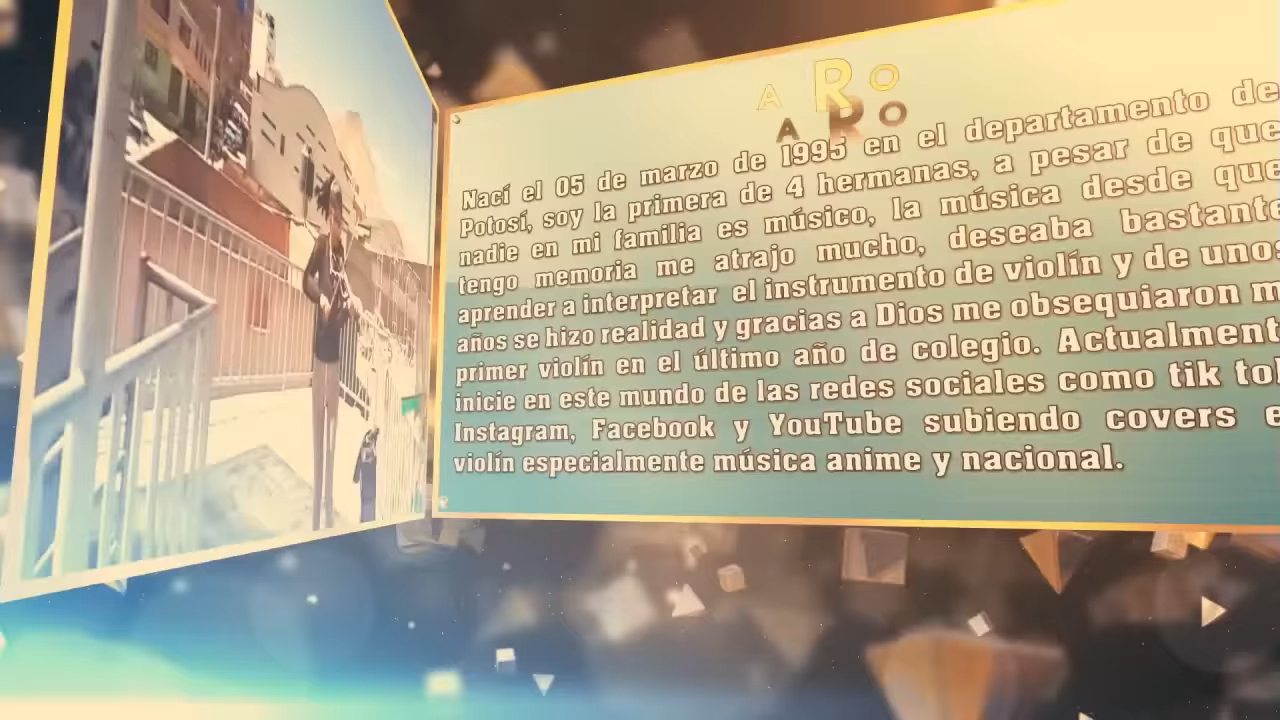 A R O
A R O
Nací el 05 de marzo de 1995 en el departamento de
Potosí, soy la primera de 4 hermanas, a pesar de que
nadie en mi familia es músico, la música desde que
tengo memoria me atrajo mucho, deseaba bastante
aprender a interpretar el instrumento de violín y de unos
años se hizo realidad y gracias a Dios me obsequiaron m
primer violín en el último año de colegio. Actualment
inicie en este mundo de las redes sociales como tik tok
Instagram, Facebook y YouTube subiendo covers e
violín especialmente música anime y nacional.